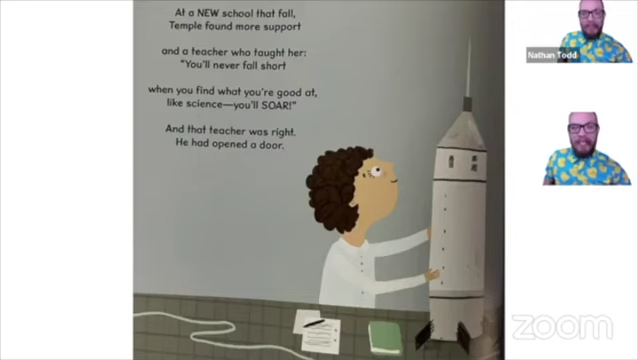 At a NEW school that fall,
Temple found more support
and a teacher who taught her:
"You'll never fall short
when you find what you're good at,
like science—you'll SOAR!"
And that teacher was right.
He had opened a door.
Nathan Todd
zoom